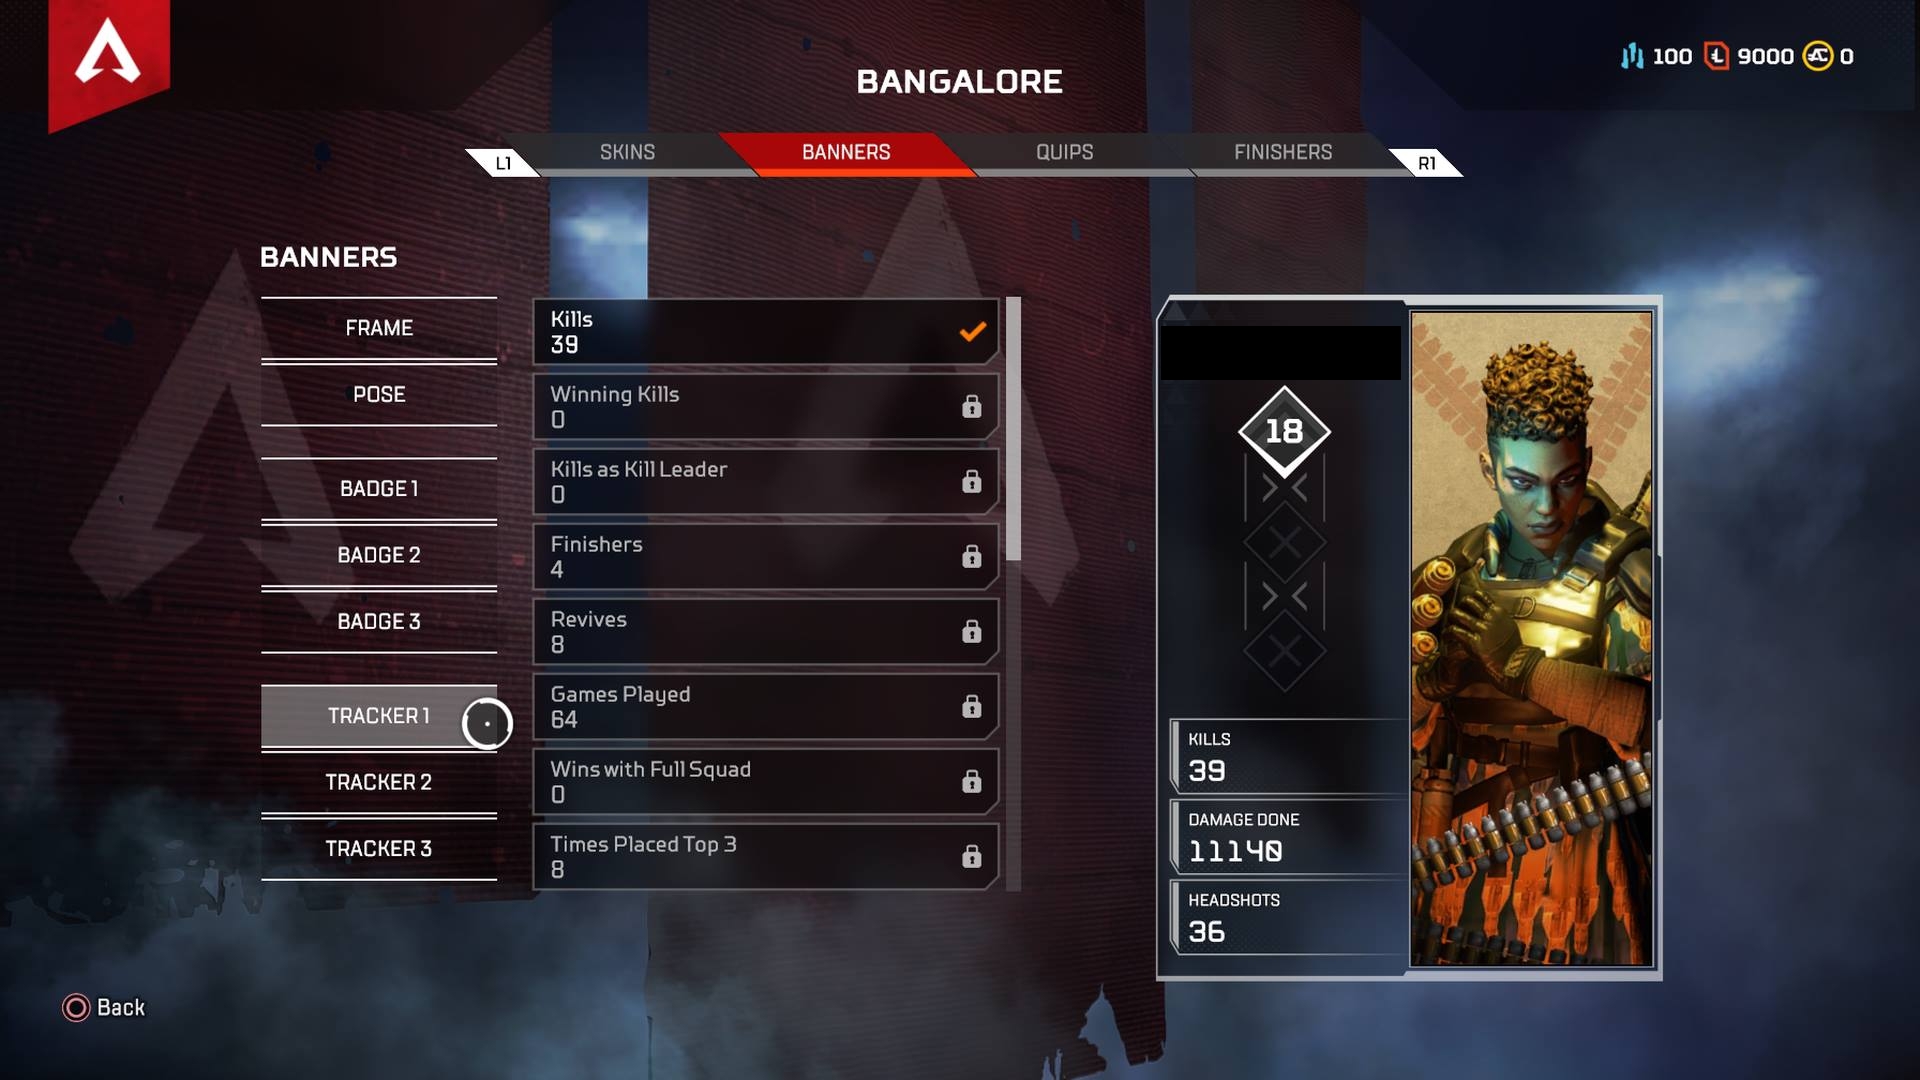 100 9000 0
BANGALORE
L1 SKINS BANNERS QUIPS FINISHERS R1
BANNERS
FRAME
POSE
BADGE 1
BADGE 2
BADGE 3
TRACKER 1
TRACKER 2
TRACKER 3
Kills
39
Winning Kills
0
Kills as Kill Leader
0
Finishers
4
Revives
8
Games Played
64
Wins with Full Squad
0
Times Placed Top 3
8
18
KILLS
39
DAMAGE DONE
11140
HEADSHOTS
36
Back